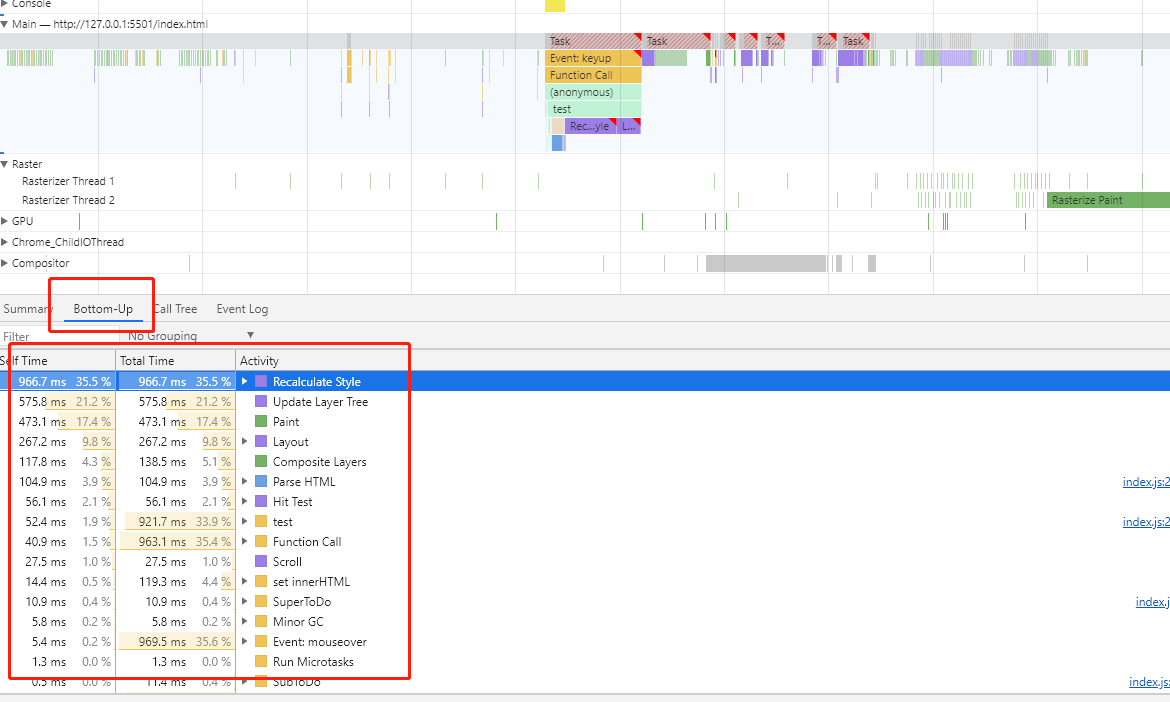 Console
Main — http://127.0.0.1:5501/index.html
Task Task T... T... Task
Event: keyup
Function Call
(anonymous)
test
Rec...yle L...
Raster
Rasterizer Thread 1
Rasterizer Thread 2 Rasterize Paint
GPU
Chrome_ChildIOThread
Compositor
Summary Bottom-Up Call Tree Event Log
Filter No Grouping
Self Time Total Time Activity
966.7 ms 35.5 % 966.7 ms 35.5 % Recalculate Style
575.8 ms 21.2 % 575.8 ms 21.2 % Update Layer Tree
473.1 ms 17.4 % 473.1 ms 17.4 % Paint
267.2 ms 9.8 % 267.2 ms 9.8 % Layout
117.8 ms 4.3 % 138.5 ms 5.1 % Composite Layers
104.9 ms 3.9 % 104.9 ms 3.9 % Parse HTML index.js:2
56.1 ms 2.1 % 56.1 ms 2.1 % Hit Test
52.4 ms 1.9 % 921.7 ms 33.9 % test index.js:2
40.9 ms 1.5 % 963.1 ms 35.4 % Function Call
27.5 ms 1.0 % 27.5 ms 1.0 % Scroll
14.4 ms 0.5 % 119.3 ms 4.4 % set innerHTML
10.9 ms 0.4 % 10.9 ms 0.4 % SuperToDo index.j
5.8 ms 0.2 % 5.8 ms 0.2 % Minor GC
5.4 ms 0.2 % 969.5 ms 35.6 % Event: mouseover
1.3 ms 0.0 % 1.3 ms 0.0 % Run Microtasks
0.5 ms 0.0 % 11.4 ms 0.4 % SubToDo index.js: